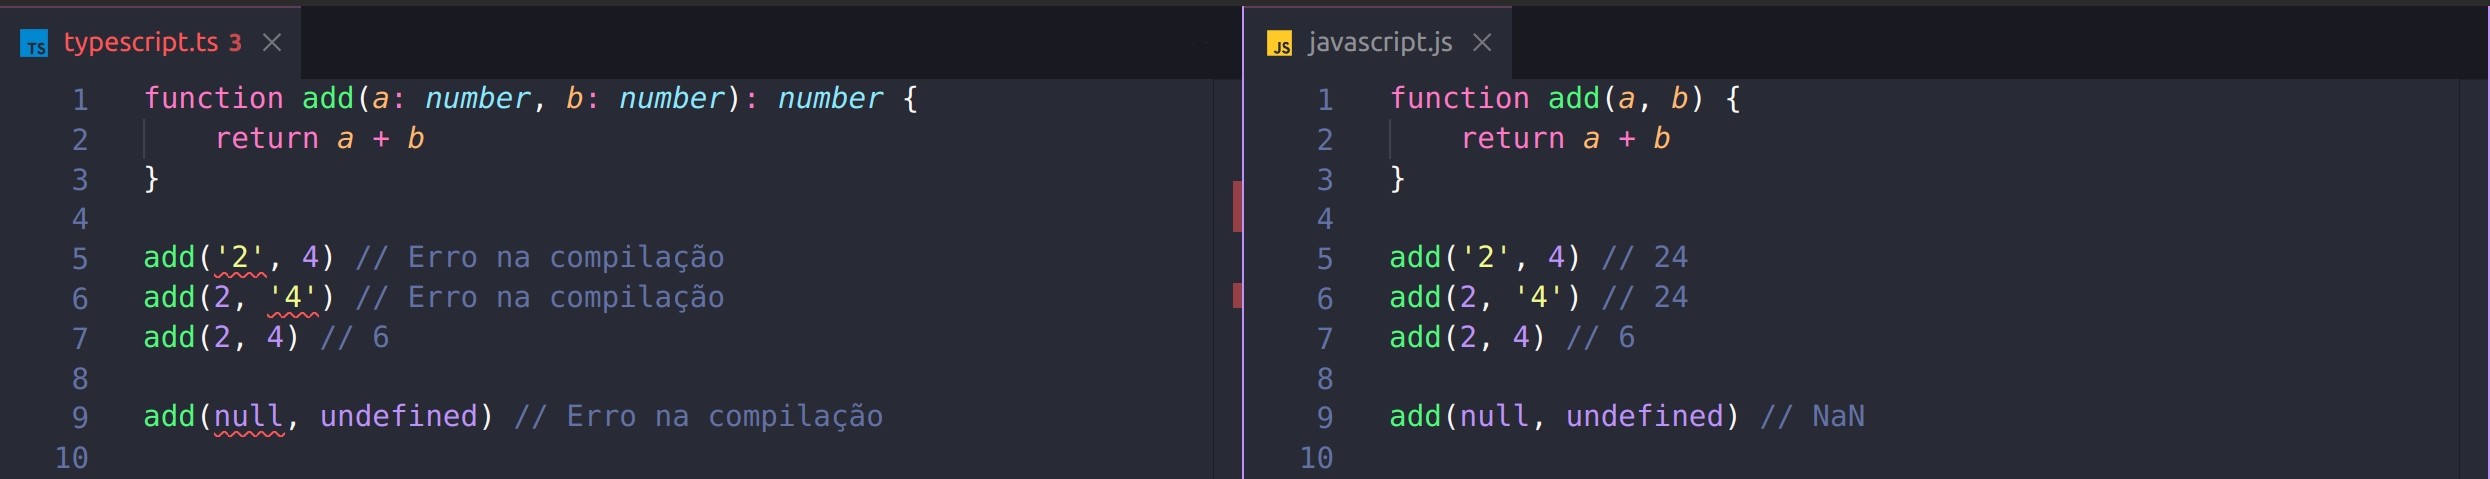 TS typescript.ts 3
1 function add(a: number, b: number): number {
2     return a + b
3 }
4
5 add('2', 4) // Erro na compilação
6 add(2, '4') // Erro na compilação
7 add(2, 4) // 6
8
9 add(null, undefined) // Erro na compilação
10
JS javascript.js
1 function add(a, b) {
2     return a + b
3 }
4
5 add('2', 4) // 24
6 add(2, '4') // 24
7 add(2, 4) // 6
8
9 add(null, undefined) // NaN
10